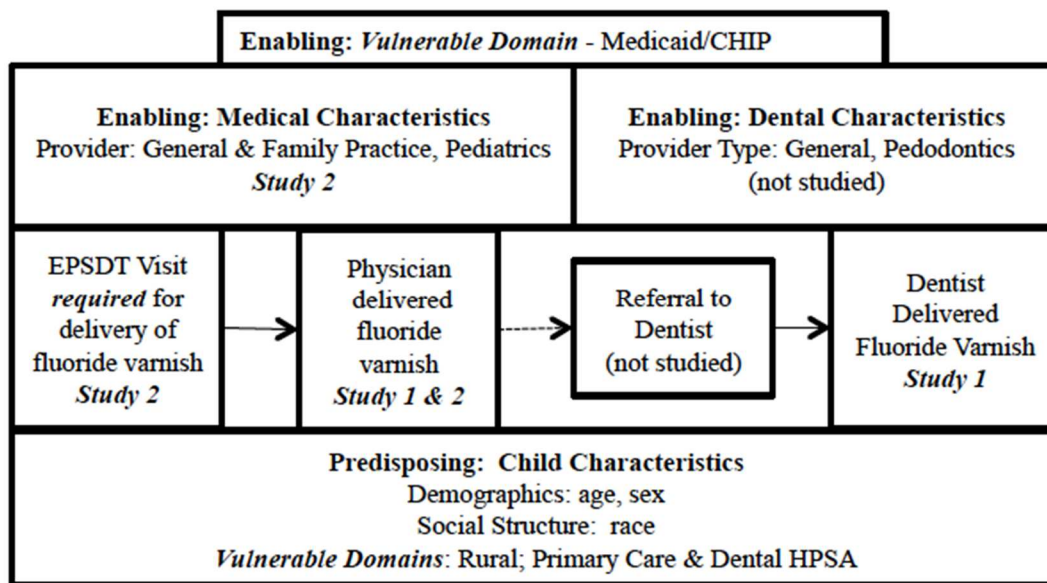 Enabling: Vulnerable Domain - Medicaid/CHIP
Enabling: Medical Characteristics
Provider: General & Family Practice, Pediatrics
Study 2
Enabling: Dental Characteristics
Provider Type: General, Pedodontics
(not studied)
EPSDT Visit
required for
delivery of
fluoride varnish
Study 2
Physician
delivered
fluoride
varnish
Study 1 & 2
Referral to
Dentist
(not studied)
Dentist
Delivered
Fluoride Varnish
Study 1
Predisposing: Child Characteristics
Demographics: age, sex
Social Structure: race
Vulnerable Domains: Rural; Primary Care & Dental HPSA